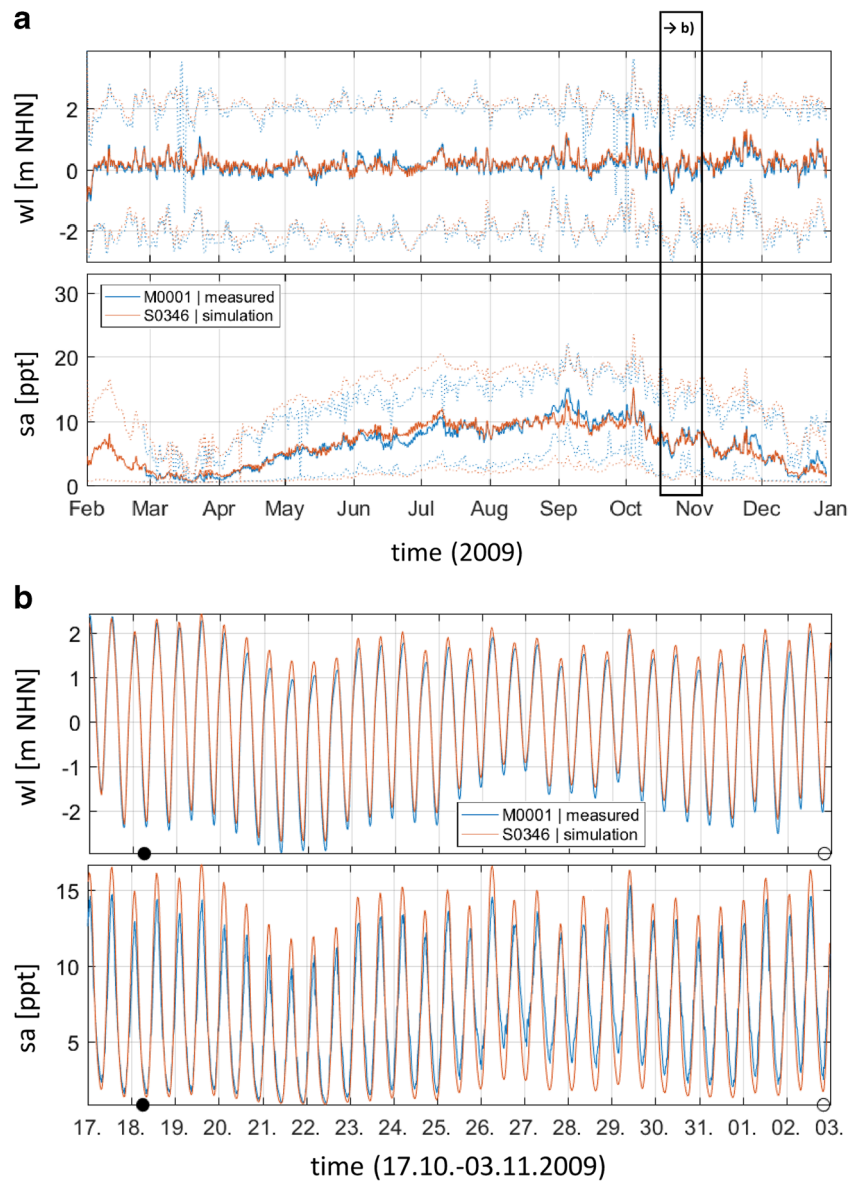 a
→ b)
wl [m NHN]
2
0
-2
sa [ppt]
30
20
10
0
M0001 | measured
S0346 | simulation
Feb Mar Apr May Jun Jul Aug Sep Oct Nov Dec Jan
time (2009)
b
wl [m NHN]
2
1
0
-1
-2
M0001 | measured
S0346 | simulation
sa [ppt]
15
10
5
17. 18. 19. 20. 21. 22. 23. 24. 25. 26. 27. 28. 29. 30. 31. 01. 02. 03.
time (17.10.-03.11.2009)